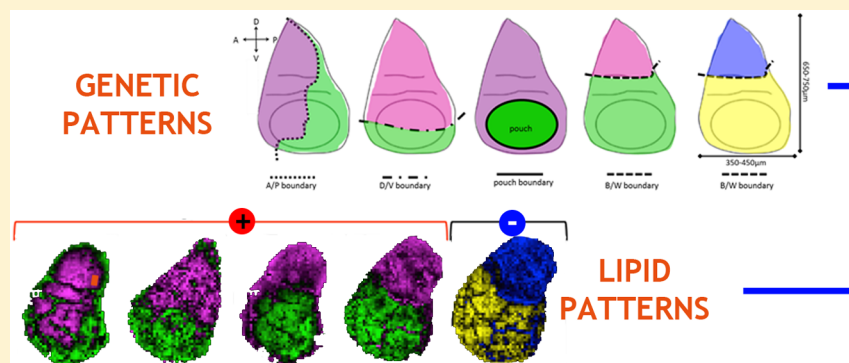 D
A P
V
GENETIC
PATTERNS
pouch
650-750µm
350-450µm
A/P boundary
D/V boundary
pouch boundary
B/W boundary
B/W boundary
+
-
LIPID
PATTERNS